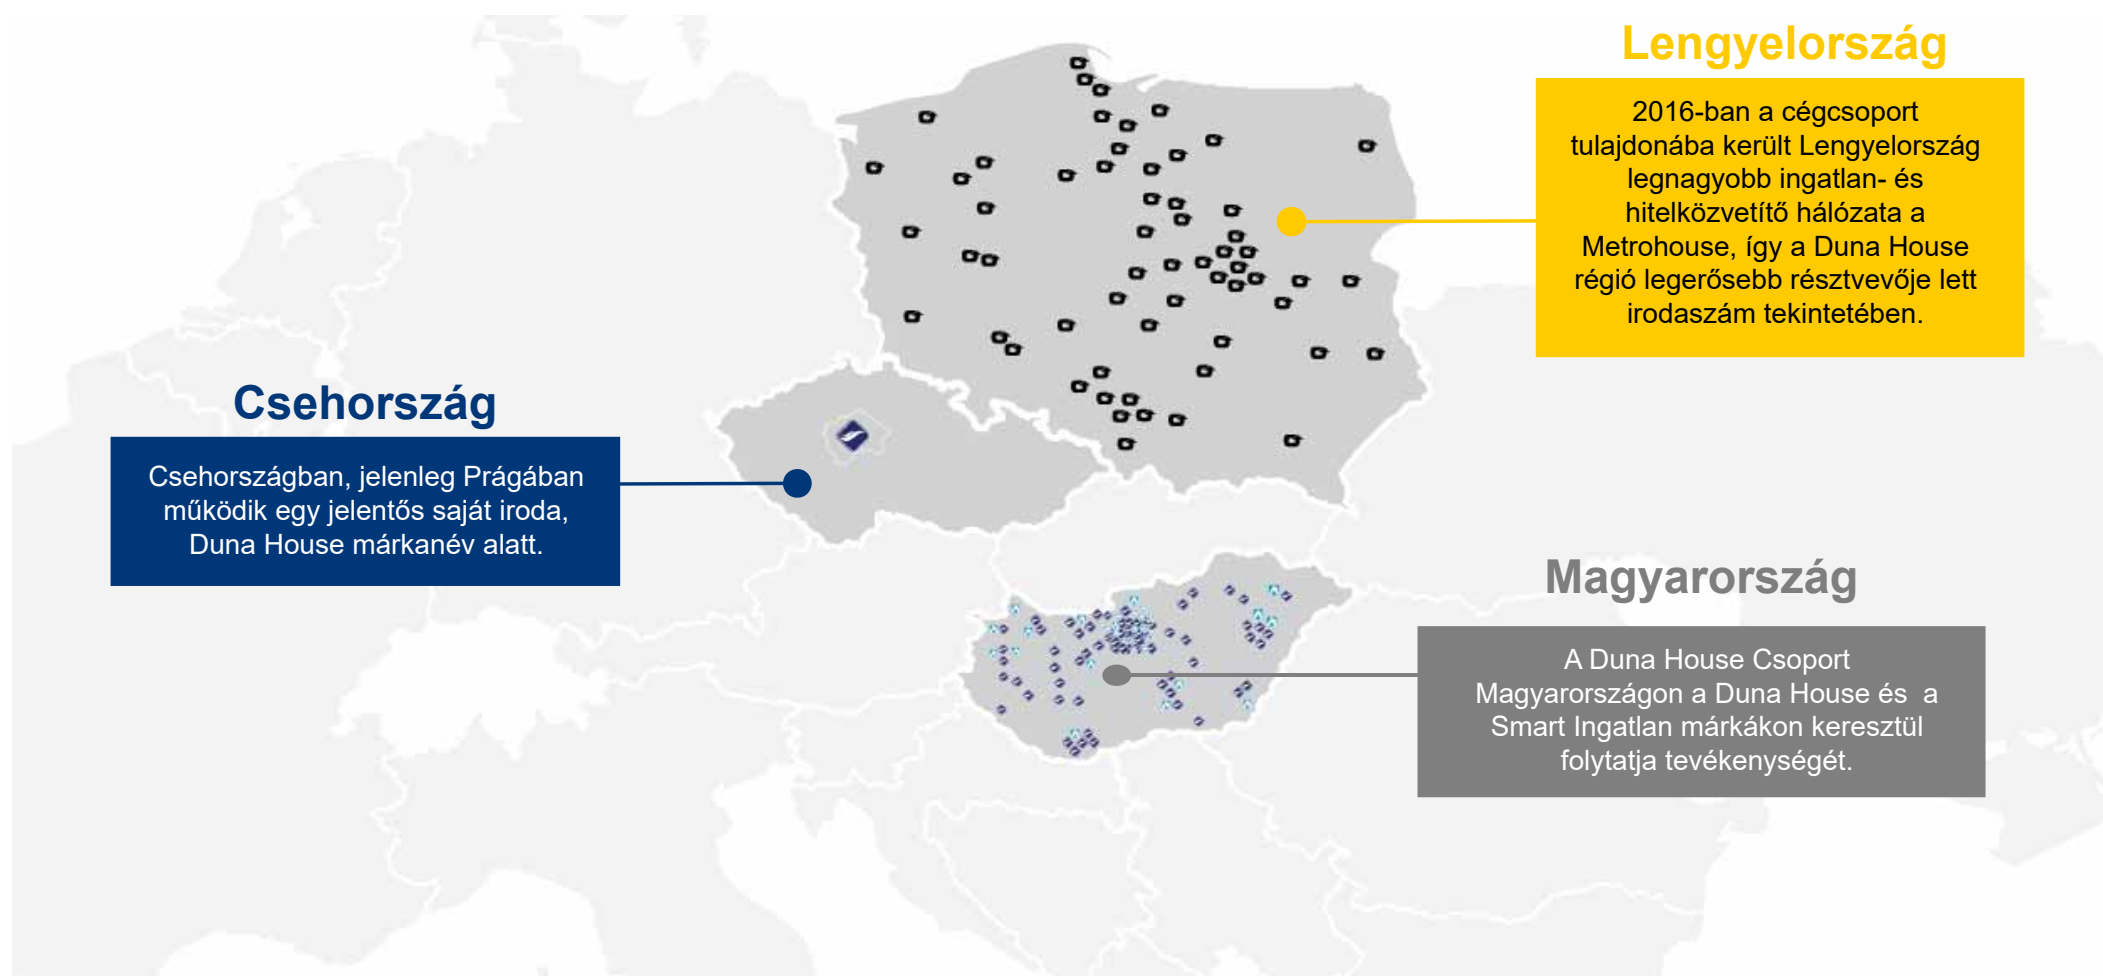 Lengyelország
2016-ban a cégcsoport
tulajdonába került Lengyelország
legnagyobb ingatlan- és
hitelközvetítő hálózata a
Metrohouse, így a Duna House
régió legerősebb résztvevője lett
irodaszám tekintetében.
Csehország
Csehországban, jelenleg Prágában
működik egy jelentős saját iroda,
Duna House márkanév alatt.
Magyarország
A Duna House Csoport
Magyarországon a Duna House és  a
Smart Ingatlan márkákon keresztül
folytatja tevékenységét.